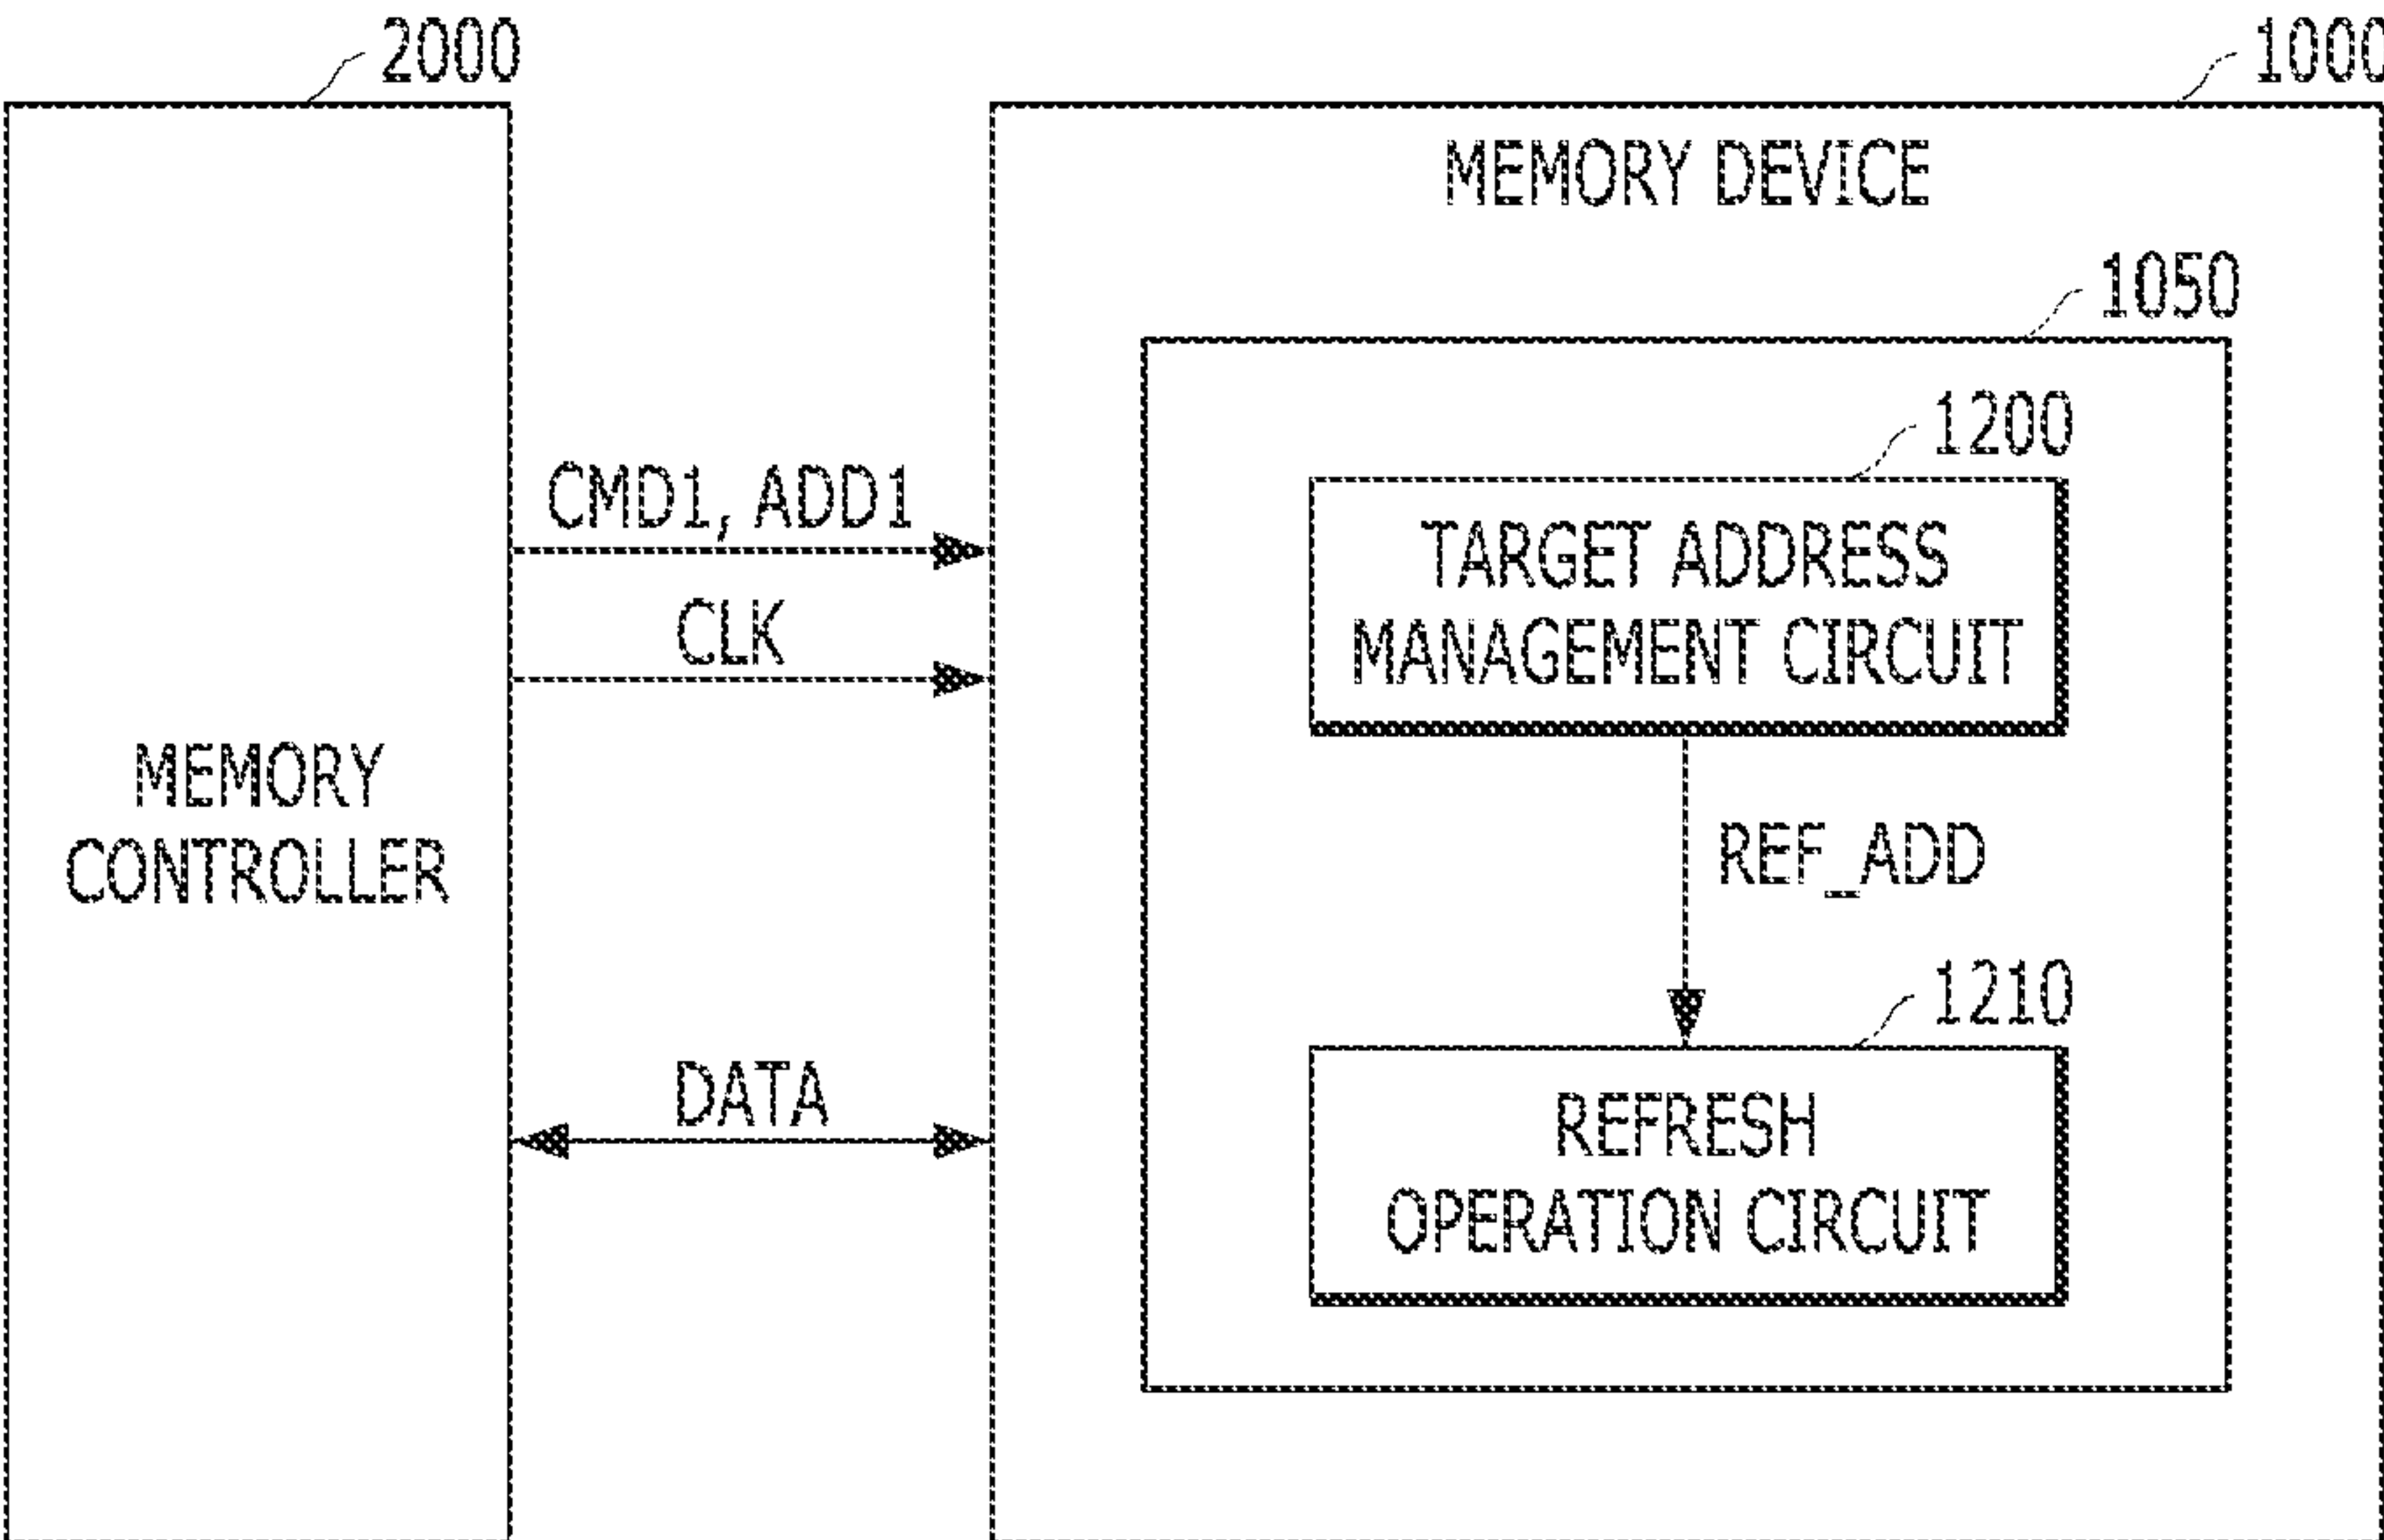 2000
1000
MEMORY DEVICE
1050
1200
CMD1, ADD1
TARGET ADDRESS
MANAGEMENT CIRCUIT
CLK
MEMORY
CONTROLLER
REF_ADD
1210
DATA
REFRESH
OPERATION CIRCUIT